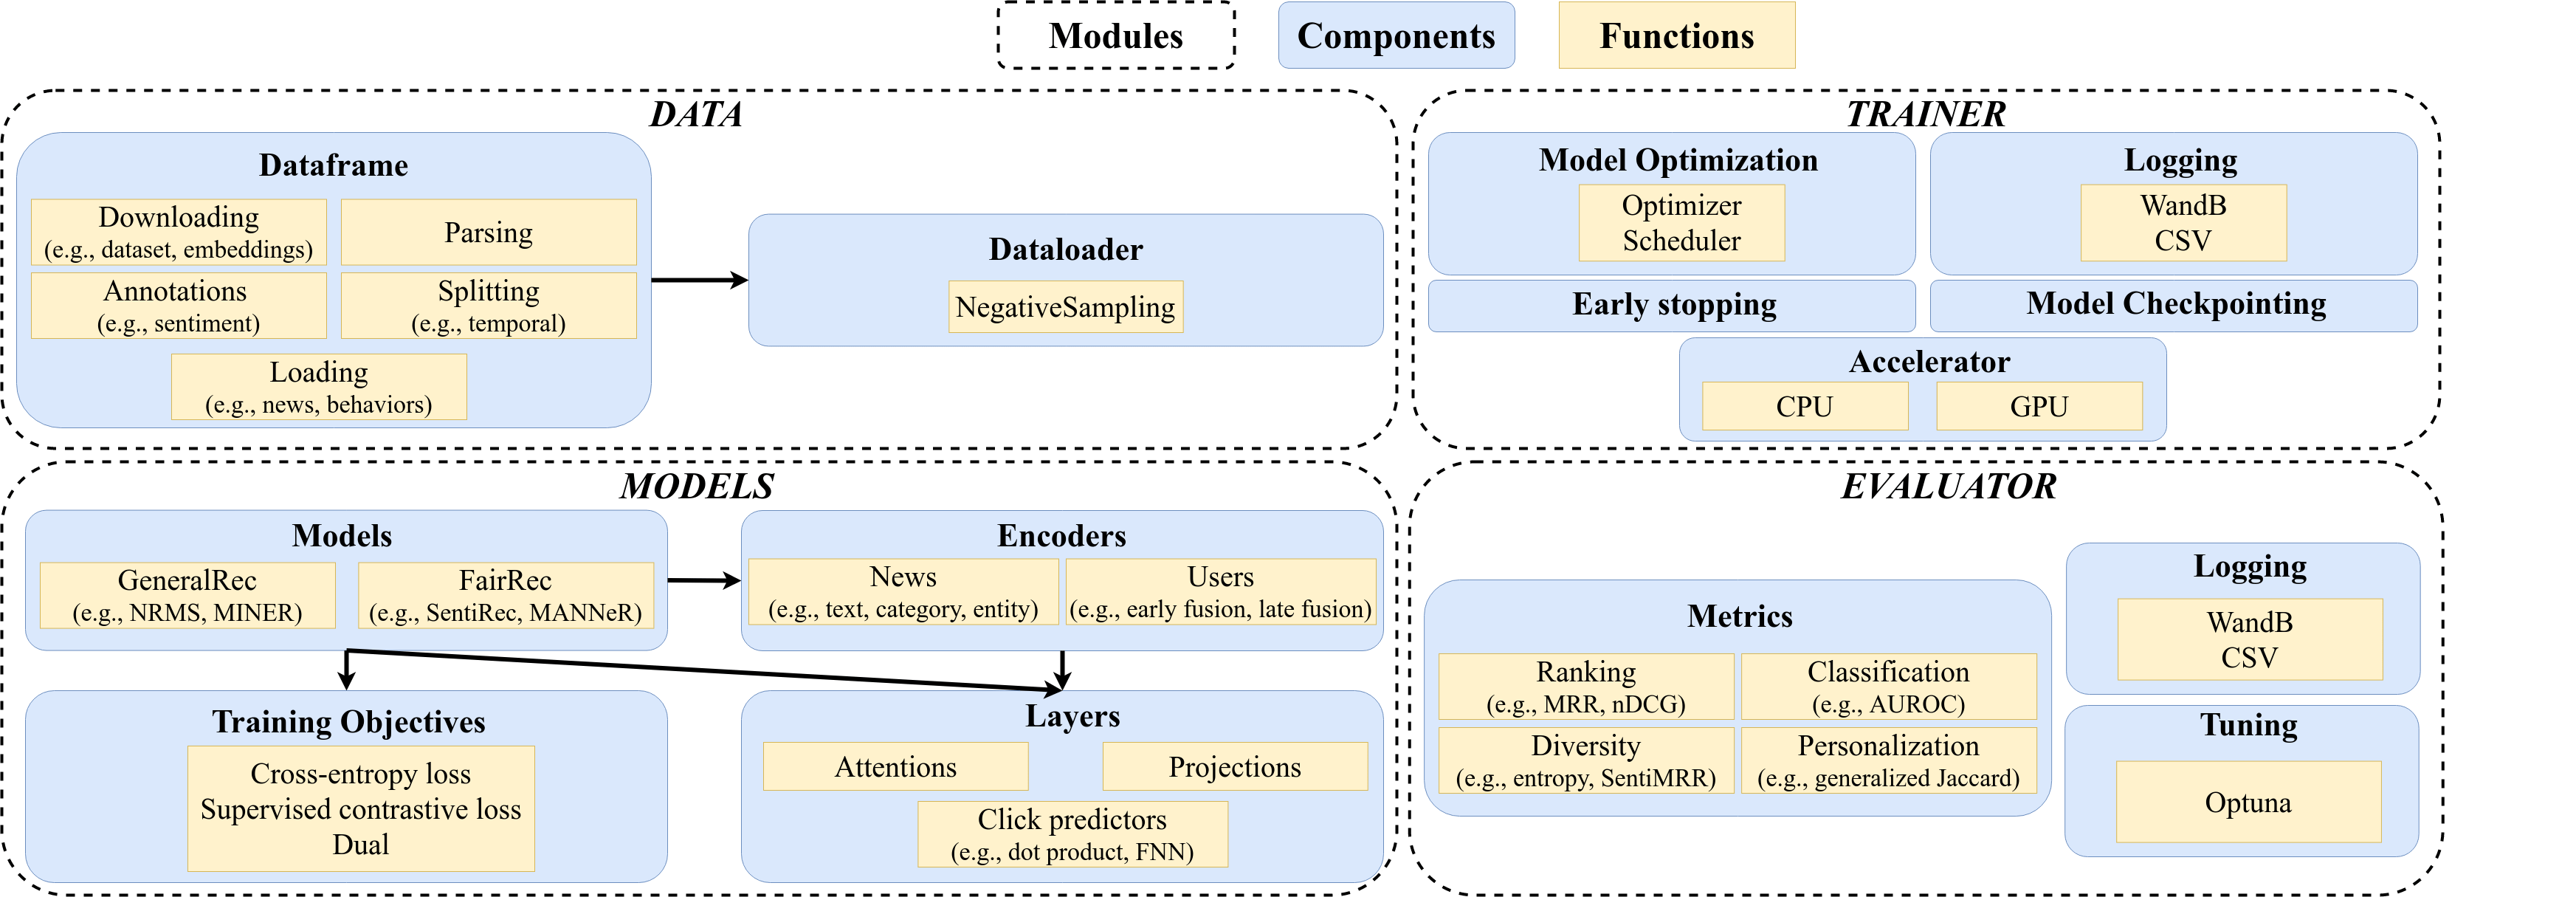 Modules
Components
Functions
DATA
Dataframe
Downloading
(e.g., dataset, embeddings)
Parsing
Annotations
(e.g., sentiment)
Splitting
(e.g., temporal)
Loading
(e.g., news, behaviors)
Dataloader
NegativeSampling
TRAINER
Model Optimization
Optimizer
Scheduler
Logging
WandB
CSV
Early stopping
Model Checkpointing
Accelerator
CPU
GPU
MODELS
Models
GeneralRec
(e.g., NRMS, MINER)
FairRec
(e.g., SentiRec, MANNeR)
Encoders
News
(e.g., text, category, entity)
Users
(e.g., early fusion, late fusion)
Training Objectives
Cross-entropy loss
Supervised contrastive loss
Dual
Layers
Attentions
Projections
Click predictors
(e.g., dot product, FNN)
EVALUATOR
Metrics
Ranking
(e.g., MRR, nDCG)
Classification
(e.g., AUROC)
Diversity
(e.g., entropy, SentiMRR)
Personalization
(e.g., generalized Jaccard)
Logging
WandB
CSV
Tuning
Optuna